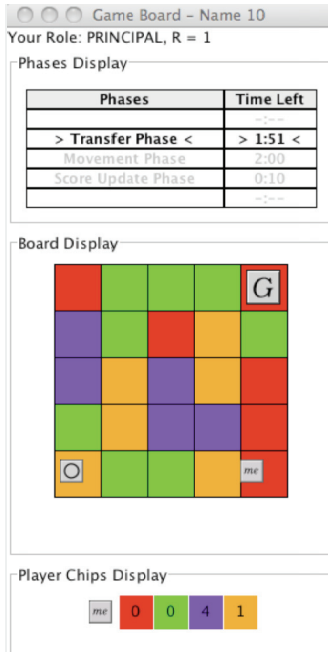 Game Board – Name 10
Your Role: PRINCIPAL, R = 1
Phases Display
Phases Time Left
-:--
> Transfer Phase < > 1:51 <
Movement Phase 2:00
Score Update Phase 0:10
-:--
Board Display
G
me
Player Chips Display
me 0 0 4 1